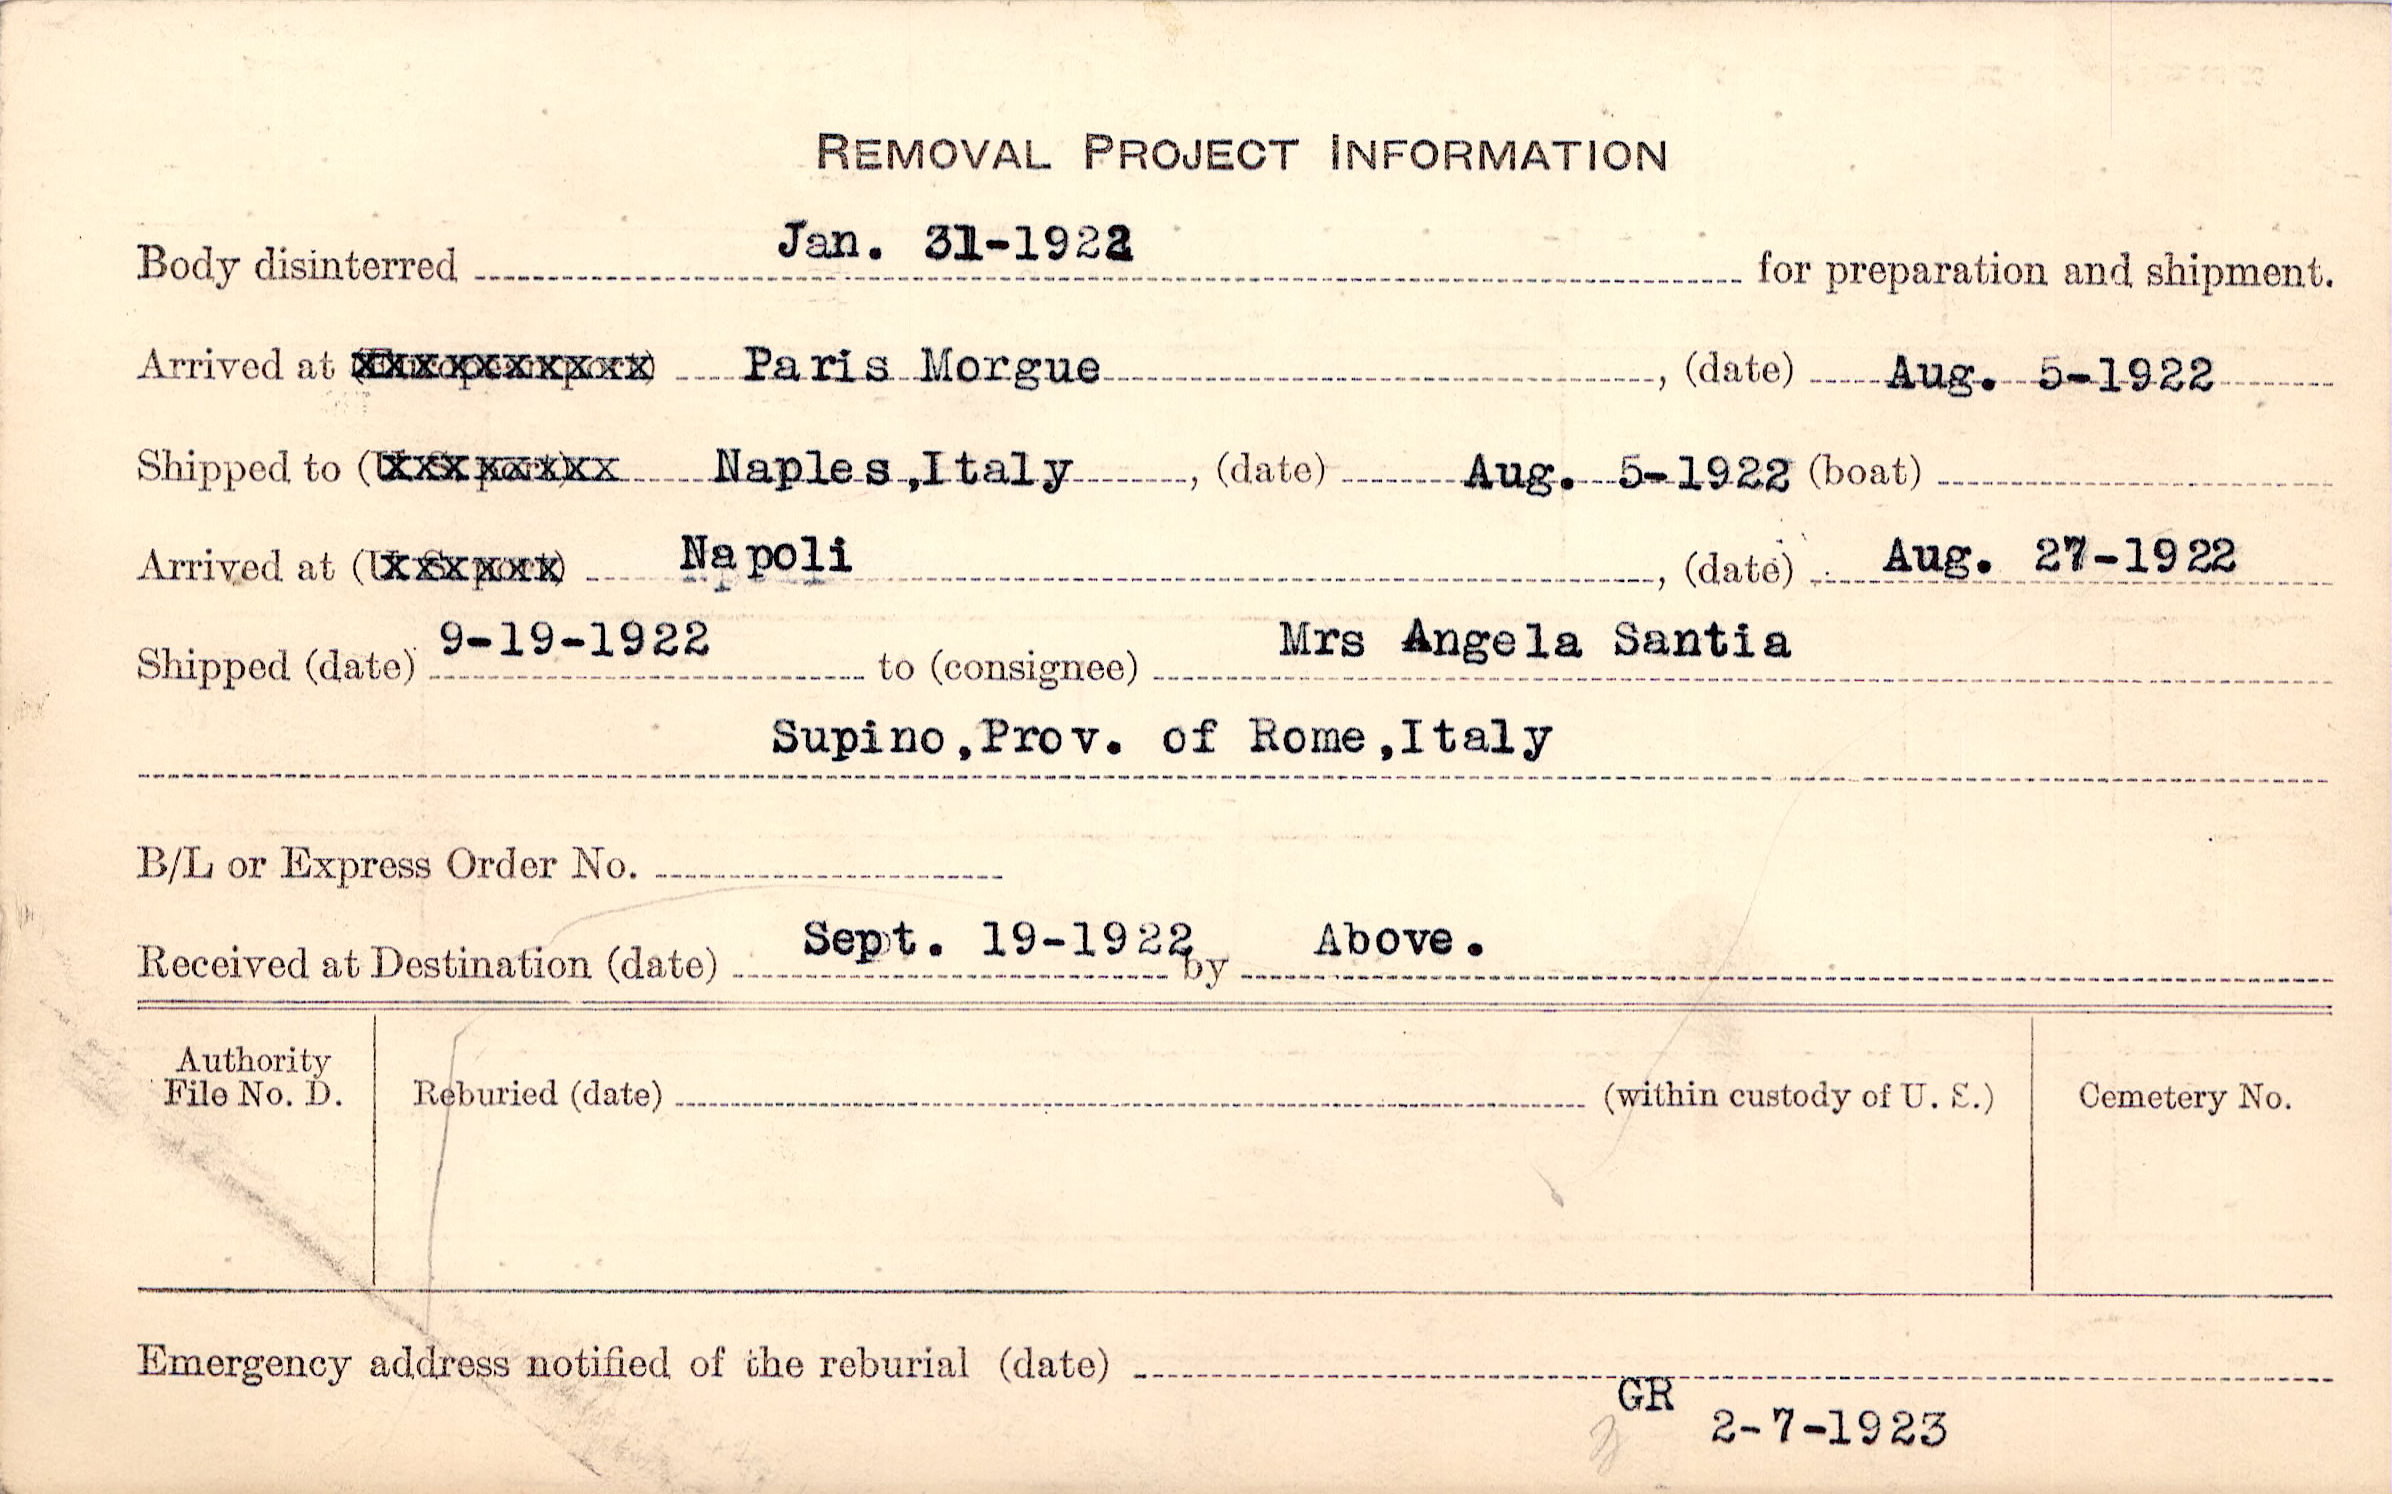 REMOVAL PROJECT INFORMATION
Body disinterred Jan. 31-1922 for preparation and shipment.
Arrived at (European port) Paris Morgue, (date) Aug. 5-1922
Shipped to (U. S. port) Naples,Italy, (date) Aug. 5-1922 (boat)
Arrived at (U. S. port) Napoli, (date) Aug. 27-1922
Shipped (date) 9-19-1922 to (consignee) Mrs Angela Santia
Supino,Prov. of Rome,Italy
B/L or Express Order No.
Received at Destination (date) Sept. 19-1922 by Above.
Authority File No. D.
Reburied (date) (within custody of U. S.)
Cemetery No.
Emergency address notified of the reburial (date)
GR
2-7-1923